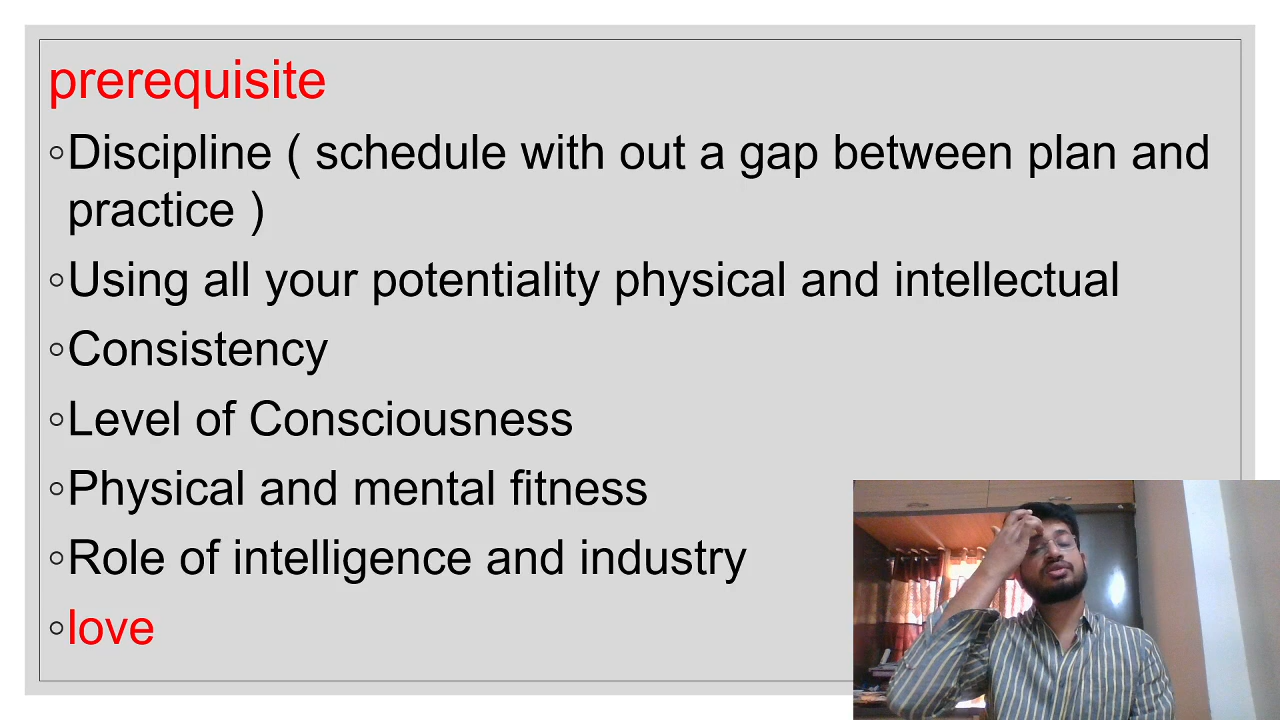 prerequisite
◦Discipline ( schedule with out a gap between plan and
practice )
◦Using all your potentiality physical and intellectual
◦Consistency
◦Level of Consciousness
◦Physical and mental fitness
◦Role of intelligence and industry
◦love